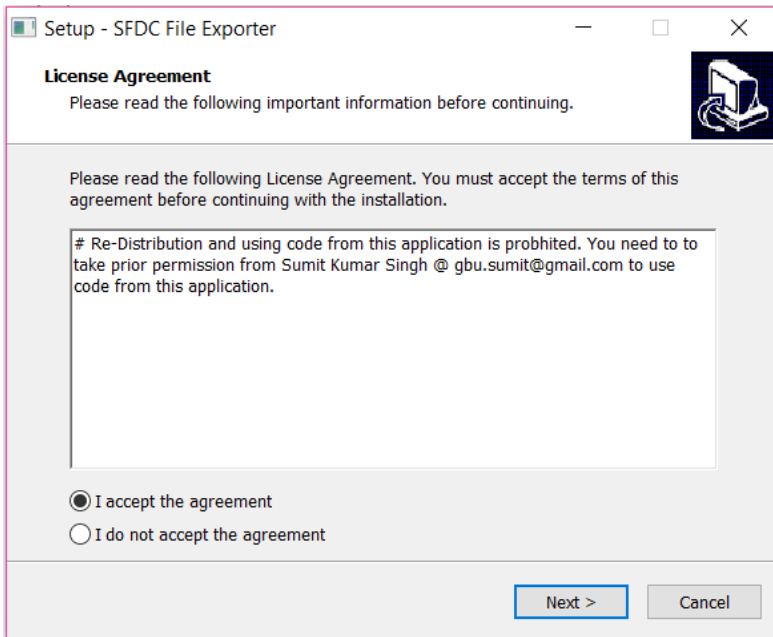 Setup - SFDC File Exporter
License Agreement
Please read the following important information before continuing.
Please read the following License Agreement. You must accept the terms of this
agreement before continuing with the installation.
# Re-Distribution and using code from this application is probhited. You need to to
take prior permission from Sumit Kumar Singh @ gbu.sumit@gmail.com to use
code from this application.
I accept the agreement
I do not accept the agreement
Next >
Cancel